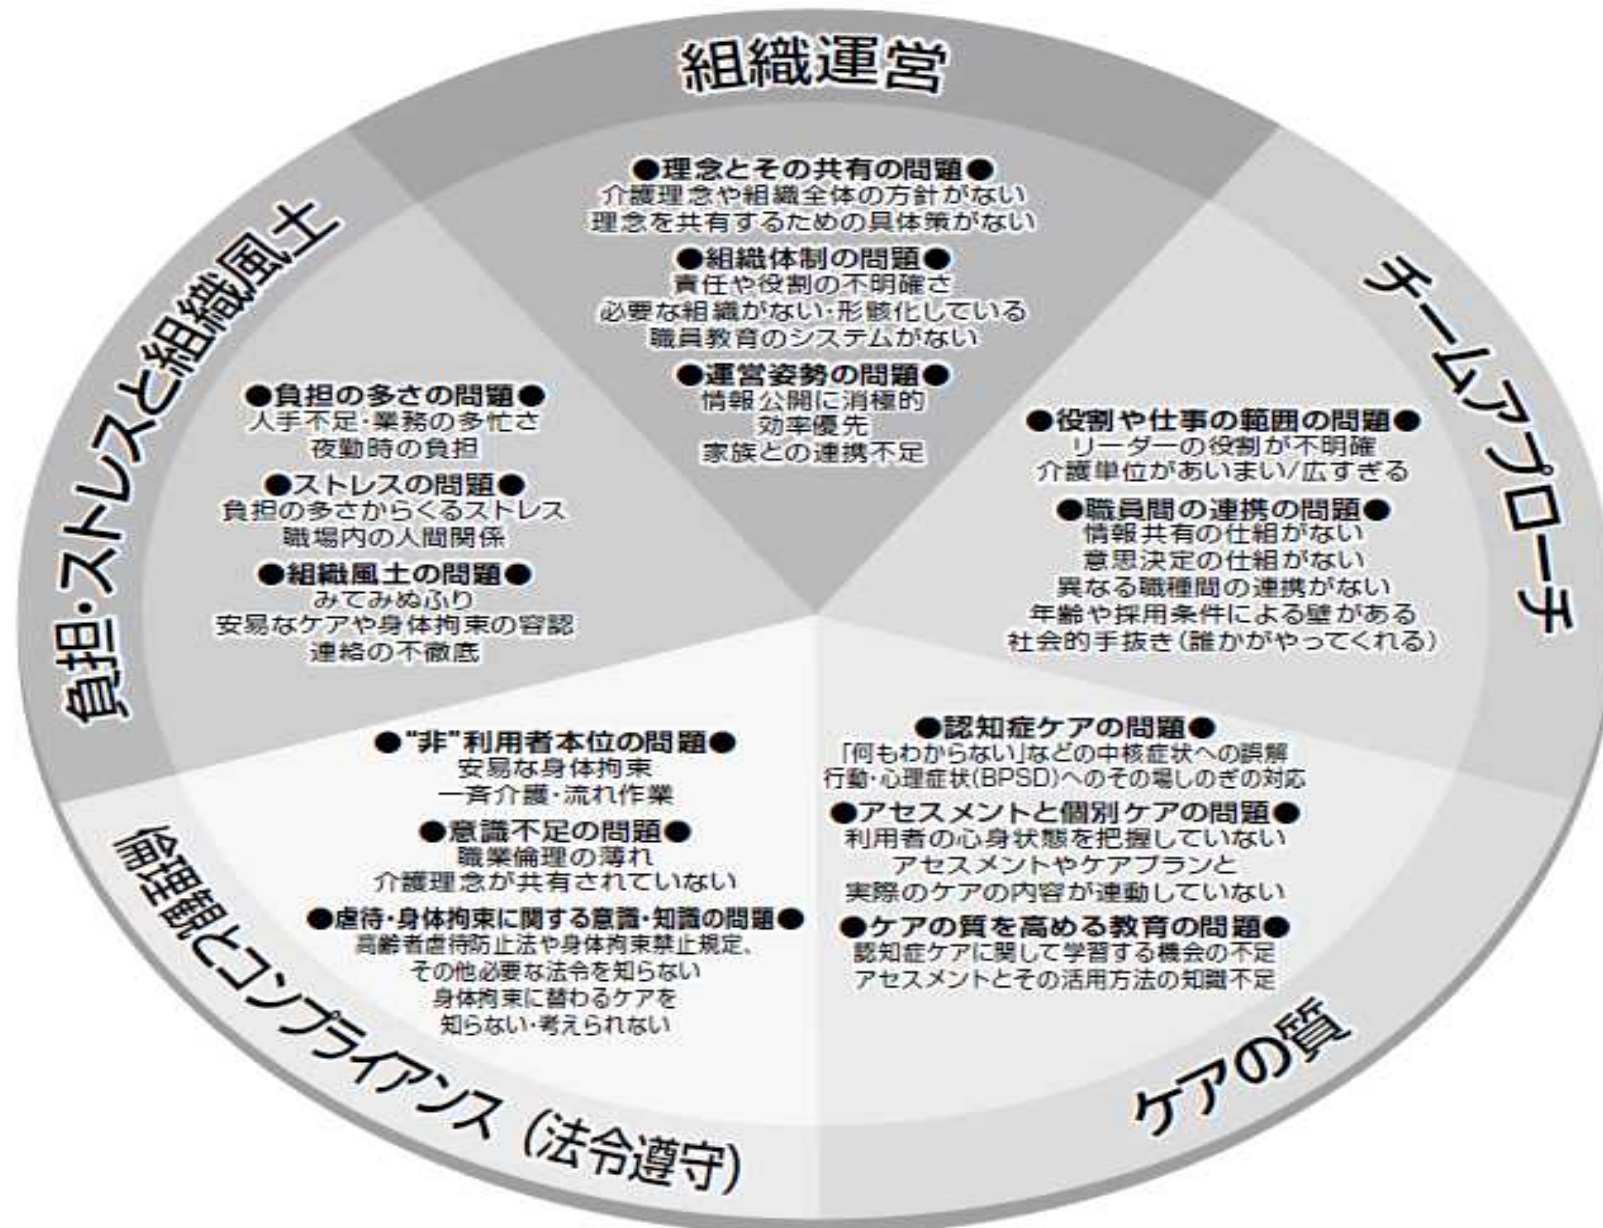 組織運営
●理念とその共有の問題●
介護理念や組織全体の方針がない
理念を共有するための具体策がない
●組織体制の問題●
責任や役割の不明確さ
必要な組織がない・形骸化している
職員教育のシステムがない
●運営姿勢の問題●
情報公開に消極的
効率優先
家族との連携不足
チームアプローチ
●役割や仕事の範囲の問題●
リーダーの役割が不明確
介護単位があいまい/広すぎる
●職員間の連携の問題●
情報共有の仕組がない
意思決定の仕組がない
異なる職種間の連携がない
年齢や採用条件による壁がある
社会的手抜き(誰かがやってくれる)
ケアの質
●認知症ケアの問題●
「何もわからない」などの中核症状への誤解
行動・心理症状(BPSD)へのその場しのぎの対応
●アセスメントと個別ケアの問題●
利用者の心身状態を把握していない
アセスメントやケアプランと
実際のケアの内容が連動していない
●ケアの質を高める教育の問題●
認知症ケアに関して学習する機会の不足
アセスメントとその活用方法の知識不足
倫理観とコンプライアンス(法令遵守)
●"非"利用者本位の問題●
安易な身体拘束
一斉介護・流れ作業
●意識不足の問題●
職業倫理の薄れ
介護理念が共有されていない
●虐待・身体拘束に関する意識・知識の問題●
高齢者虐待防止法や身体拘束禁止規定、
その他必要な法令を知らない
身体拘束に替わるケアを
知らない・考えられない
負担・ストレスと組織風土
●負担の多さの問題●
人手不足・業務の多忙さ
夜勤時の負担
●ストレスの問題●
負担の多さからくるストレス
職場内の人間関係
●組織風土の問題●
みてみぬふり
安易なケアや身体拘束の容認
連絡の不徹底